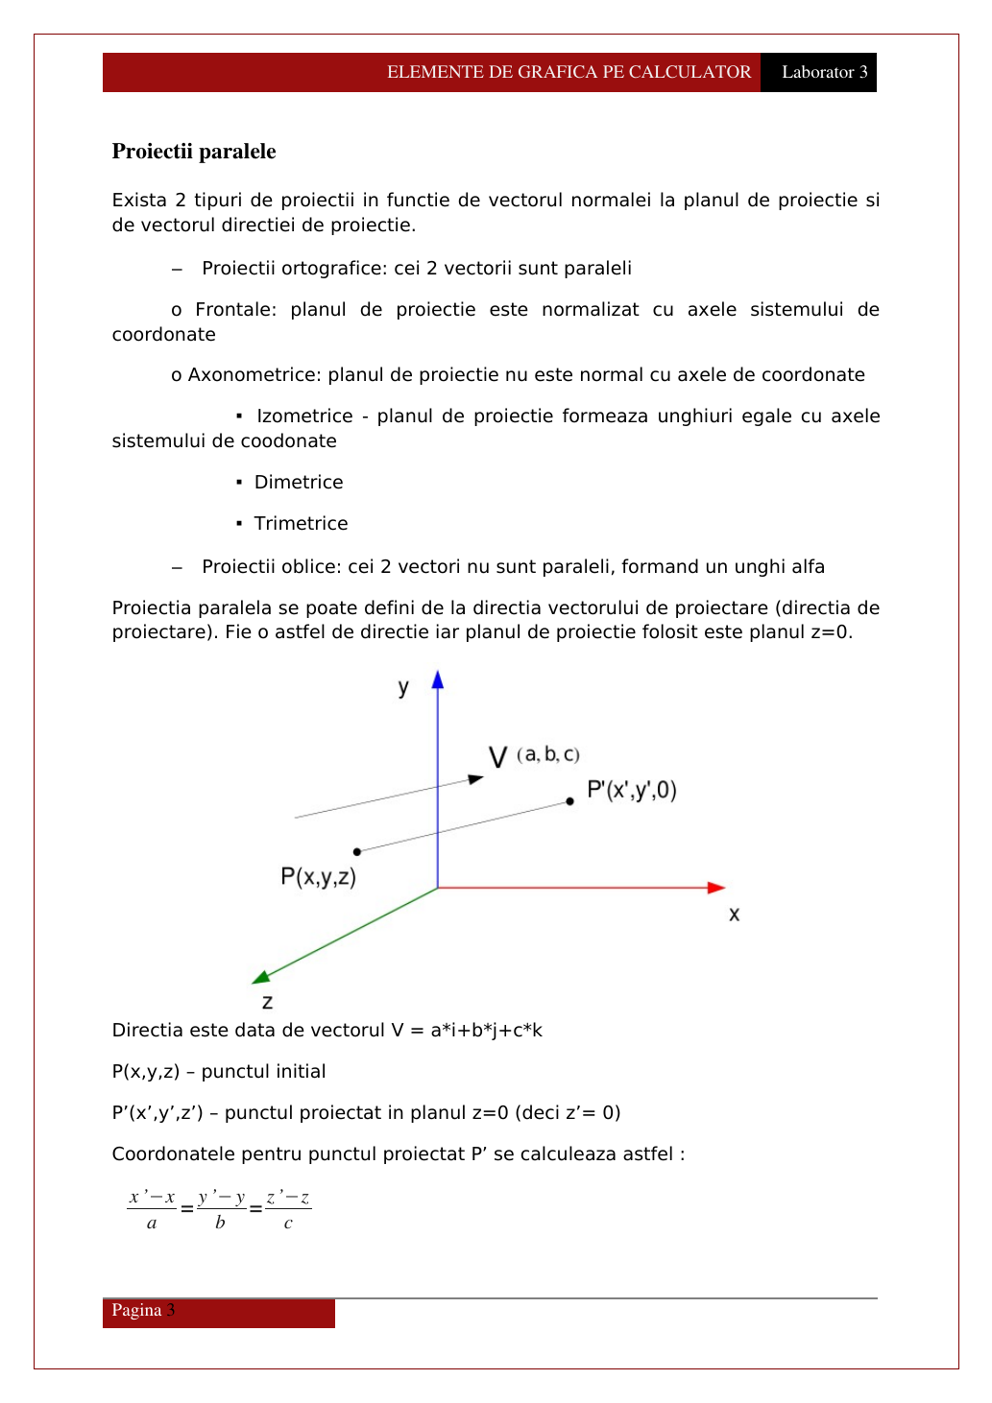 ELEMENTE DE GRAFICA PE CALCULATOR Laborator 3
Proiectii paralele
Exista 2 tipuri de proiectii in functie de vectorul normalei la planul de proiectie si
de vectorul directiei de proiectie.
– Proiectii ortografice: cei 2 vectorii sunt paraleli
o Frontale: planul de proiectie este normalizat cu axele sistemului de
coordonate
o Axonometrice: planul de proiectie nu este normal cu axele de coordonate
▪ Izometrice - planul de proiectie formeaza unghiuri egale cu axele
sistemului de coodonate
▪ Dimetrice
▪ Trimetrice
– Proiectii oblice: cei 2 vectori nu sunt paraleli, formand un unghi alfa
Proiectia paralela se poate defini de la directia vectorului de proiectare (directia de
proiectare). Fie o astfel de directie iar planul de proiectie folosit este planul z=0.
y
V (a,b,c)
P'(x',y',0)
P(x,y,z)
x
z
Directia este data de vectorul V = a*i+b*j+c*k
P(x,y,z) – punctul initial
P’(x’,y’,z’) – punctul proiectat in planul z=0 (deci z’= 0)
Coordonatele pentru punctul proiectat P’ se calculeaza astfel :
x’−x / a = y’−y / b = z’−z / c
Pagina 3